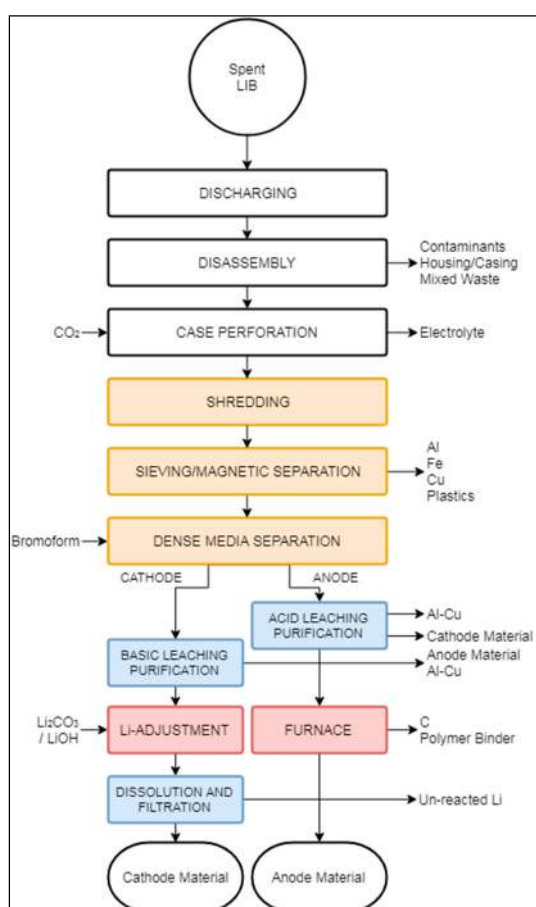 Spent
LIB
DISCHARGING
DISASSEMBLY
Contaminants
Housing/Casing
Mixed Waste
CO₂
CASE PERFORATION
Electrolyte
SHREDDING
SIEVING/MAGNETIC SEPARATION
Al
Fe
Cu
Plastics
Bromoform
DENSE MEDIA SEPARATION
CATHODE
ANODE
ACID LEACHING
PURIFICATION
Al-Cu
Cathode Material
BASIC LEACHING
PURIFICATION
Anode Material
Al-Cu
Li₂CO₃
/ LiOH
Li-ADJUSTMENT
FURNACE
C
Polymer Binder
DISSOLUTION AND
FILTRATION
Un-reacted Li
Cathode Material
Anode Material